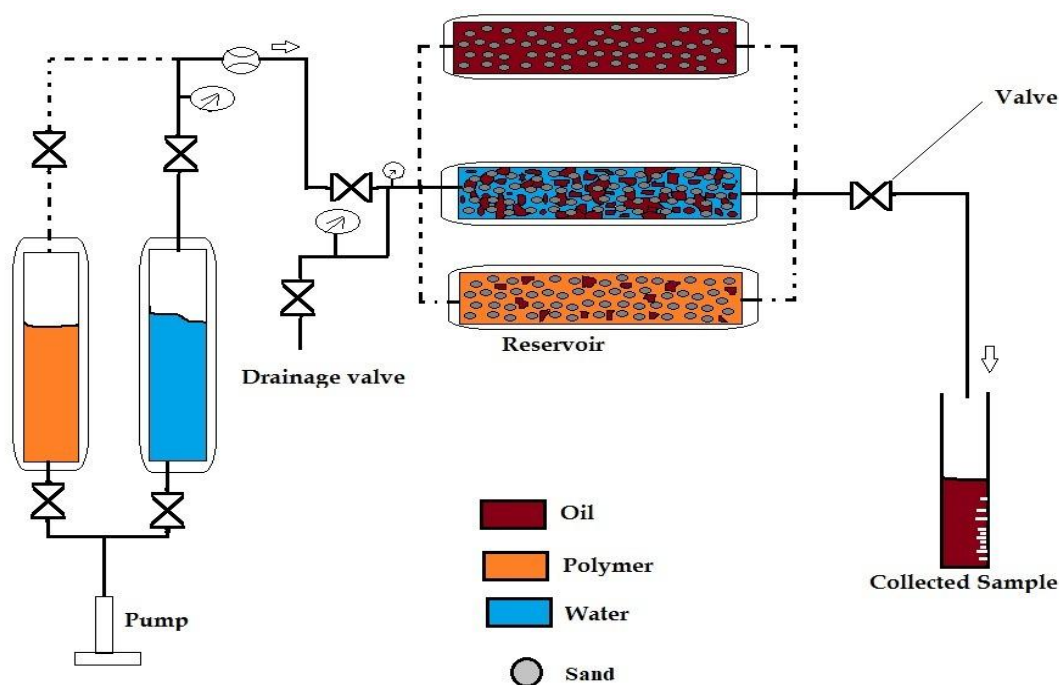 Valve
Reservoir
Drainage valve
Oil
Polymer
Collected Sample
Water
Pump
Sand